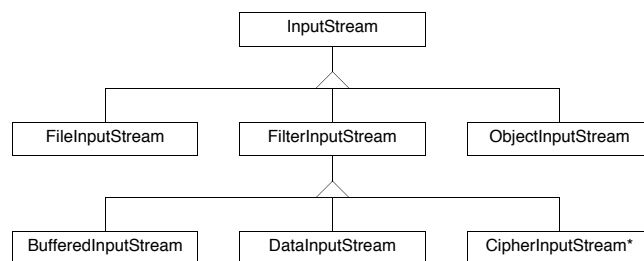 InputStream
FileInputStream
FilterInputStream
ObjectInputStream
BufferedInputStream
DataInputStream
CipherInputStream*